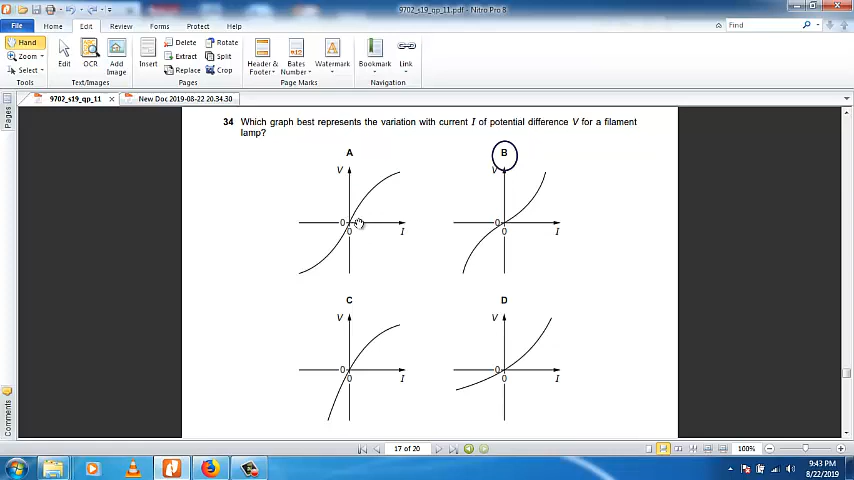 9702_s19_qp_11.pdf - Nitro Pro 8
File Home Edit Review Forms Protect Help Find
Hand
Zoom
Select
Tools
Edit OCR Add Image
Text/Images
Insert
Delete
Extract
Replace
Rotate
Split
Crop
Pages
Header & Footer Bates Number Watermark
Page Marks
Bookmark Link
Navigation
9702_s19_qp_11 New Doc 2019-08-22 20.34.30
Pages
Comments
34 Which graph best represents the variation with current I of potential difference V for a filament
lamp?
A B
V V
0 0
0 I 0 I
C D
V V
0 0
0 I 0 I
17 of 20 100%
9:43 PM
8/22/2019